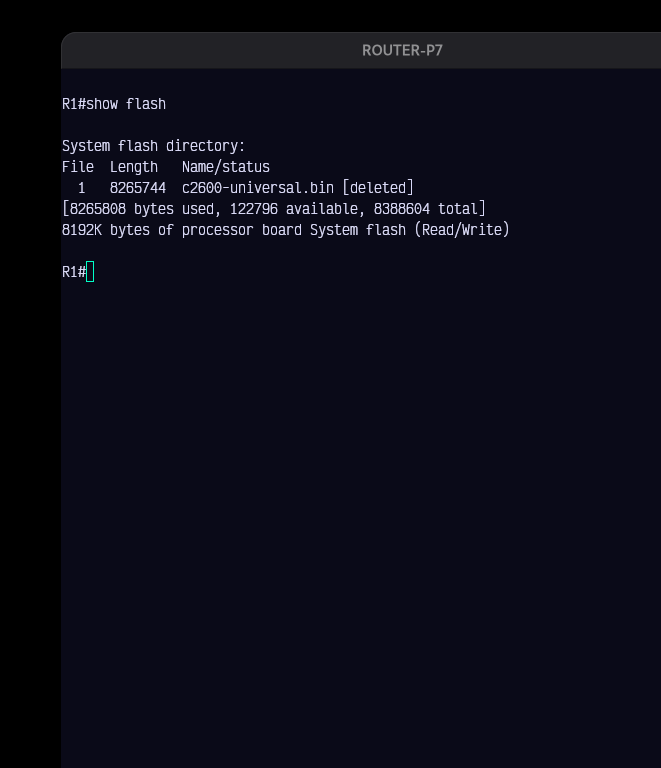 ROUTER-P7
R1#show flash
System flash directory:
File  Length   Name/status
  1   8265744  c2600-universal.bin [deleted]
[8265808 bytes used, 122796 available, 8388604 total]
8192K bytes of processor board System flash (Read/Write)
R1#